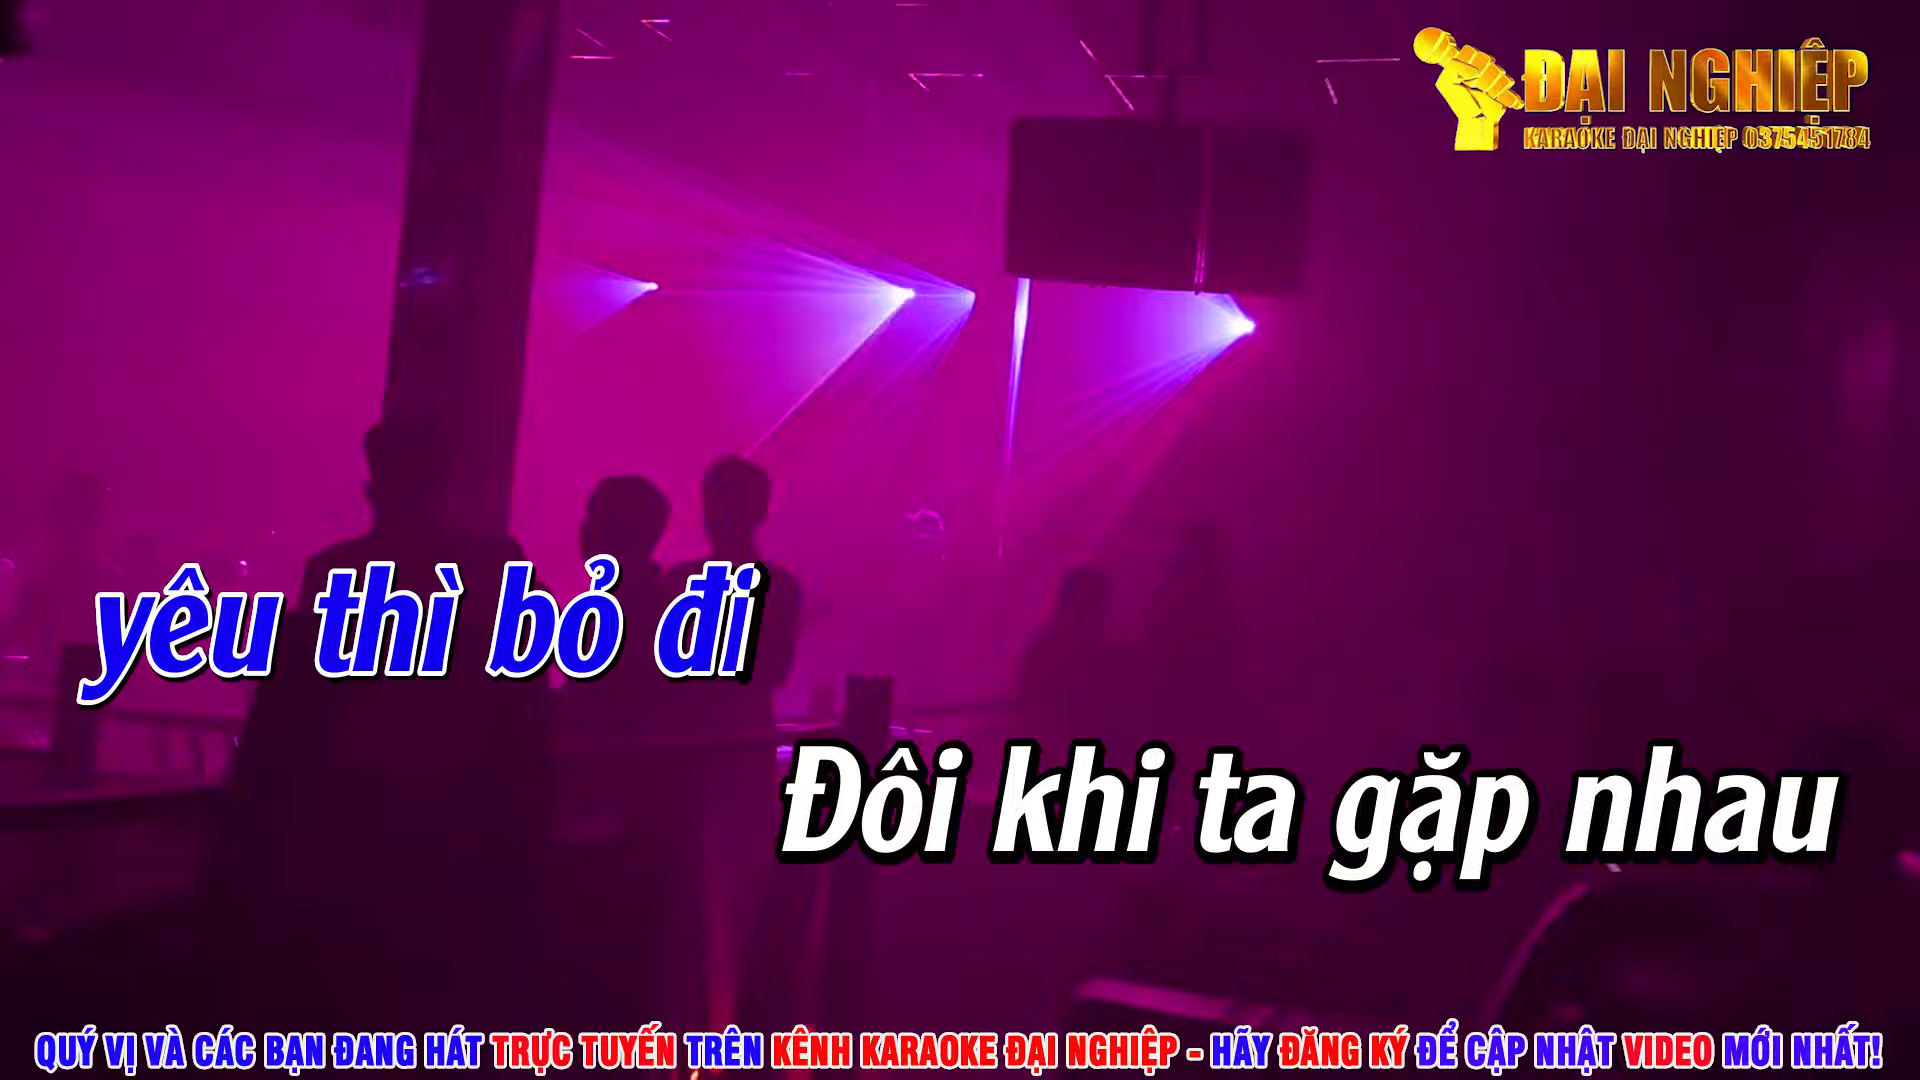 ĐẠI NGHIỆP
KARAOKE ĐẠI NGHIỆP 0375451784
yêu thì bỏ đi
Đôi khi ta gặp nhau
QUÝ VỊ VÀ CÁC BẠN ĐANG HÁT TRỰC TUYẾN TRÊN KÊNH KARAOKE ĐẠI NGHIỆP - HÃY ĐĂNG KÝ ĐỂ CẬP NHẬT VIDEO MỚI NHẤT!